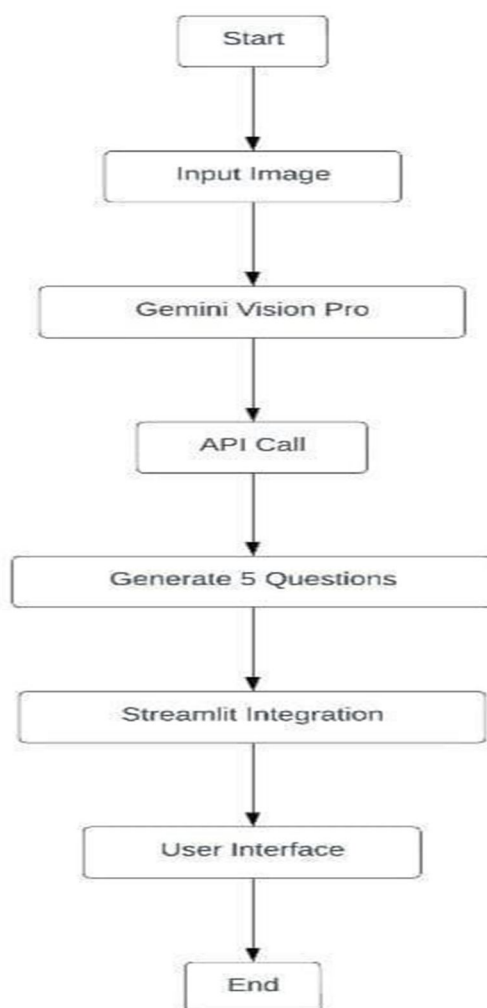 Start
Input Image
Gemini Vision Pro
API Call
Generate 5 Questions
Streamlit Integration
User Interface
End